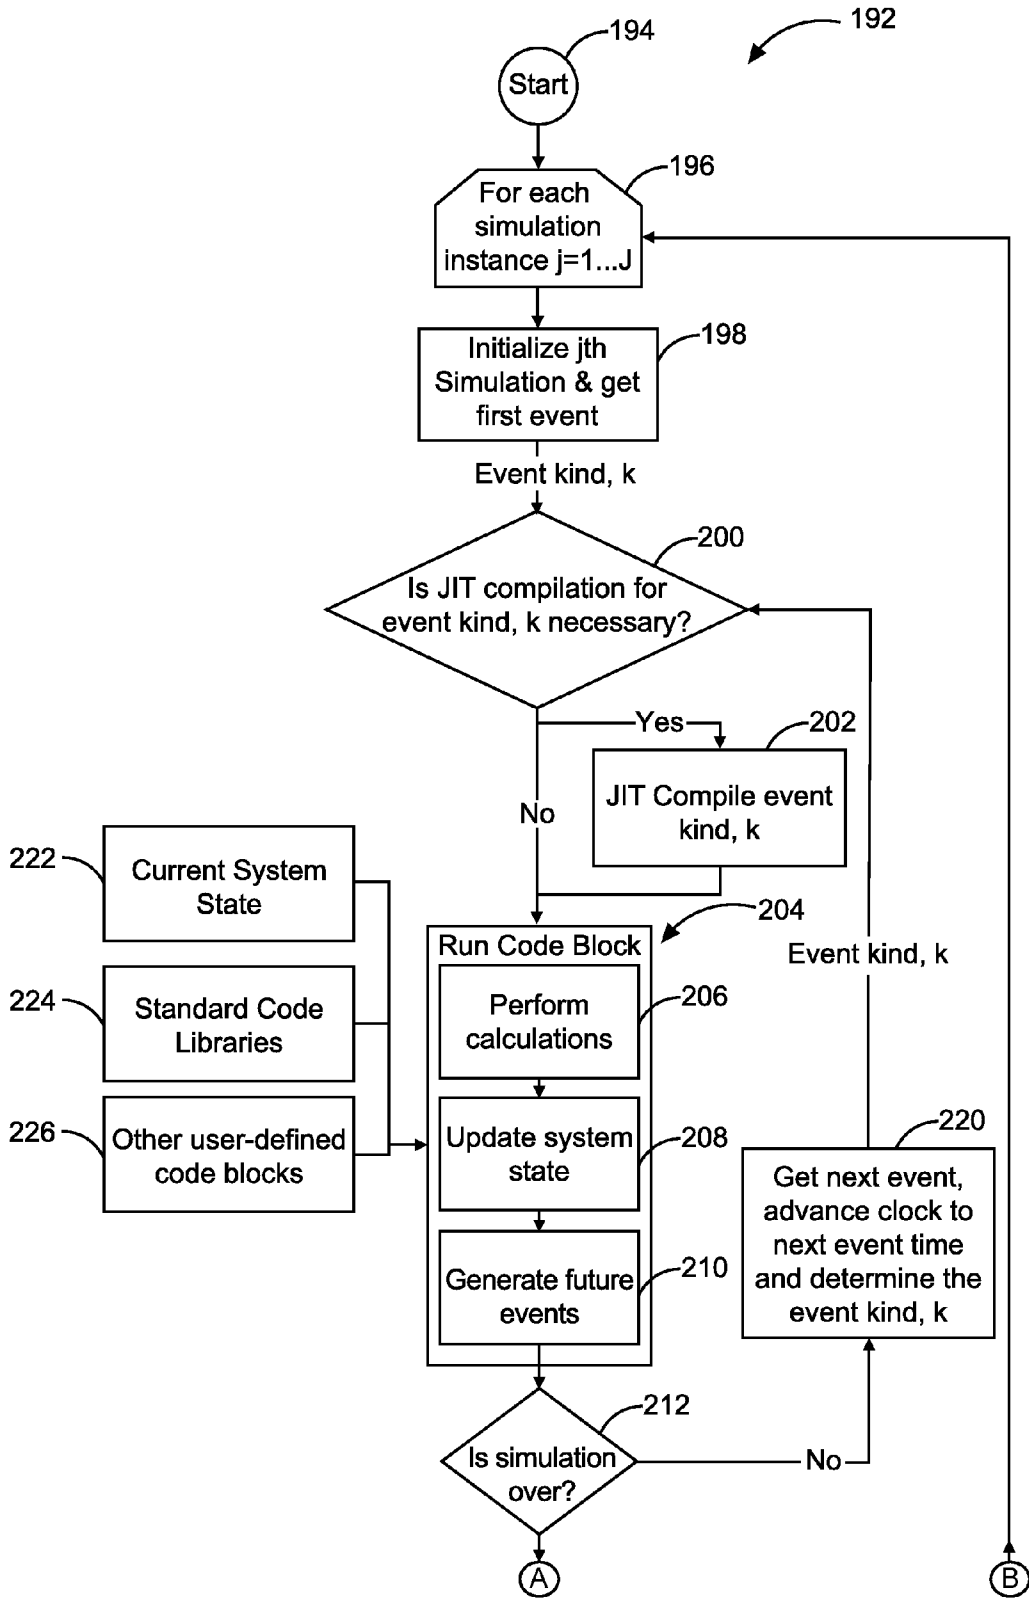 192
194
Start
196
For each
simulation
instance j=1...J
198
Initialize jth
Simulation & get
first event
Event kind, k
200
Is JIT compilation for
event kind, k necessary?
Yes
202
JIT Compile event
kind, k
No
222
Current System
State
204
Run Code Block
Event kind, k
224
Standard Code
Libraries
206
Perform
calculations
226
Other user-defined
code blocks
208
Update system
state
220
Get next event,
advance clock to
next event time
and determine the
event kind, k
210
Generate future
events
212
Is simulation
over?
No
A
B